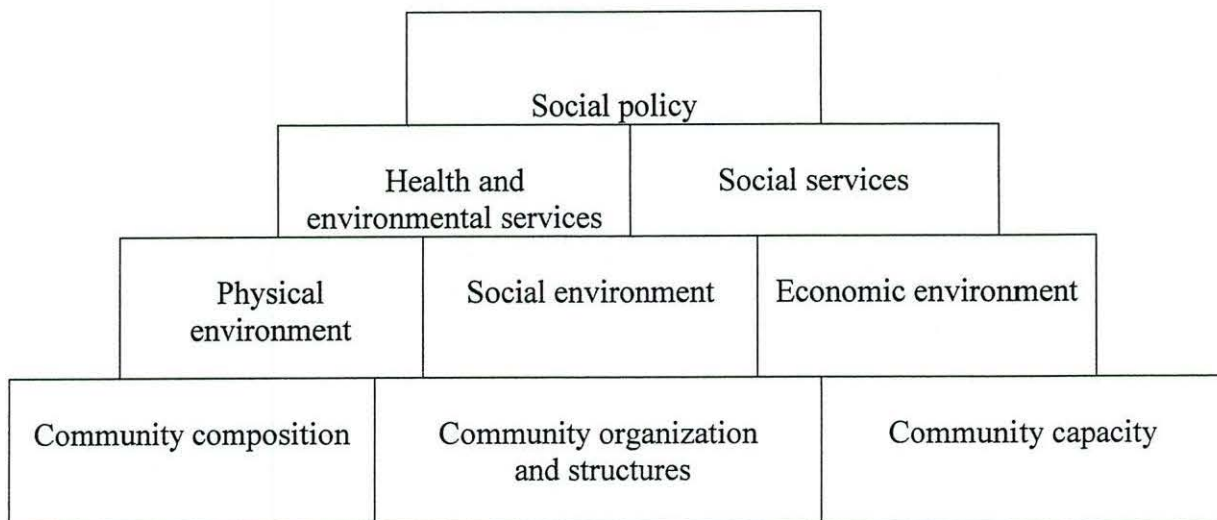 Social policy
Health and
environmental services
Social services
Physical
environment
Social environment
Economic environment
Community composition
Community organization
and structures
Community capacity